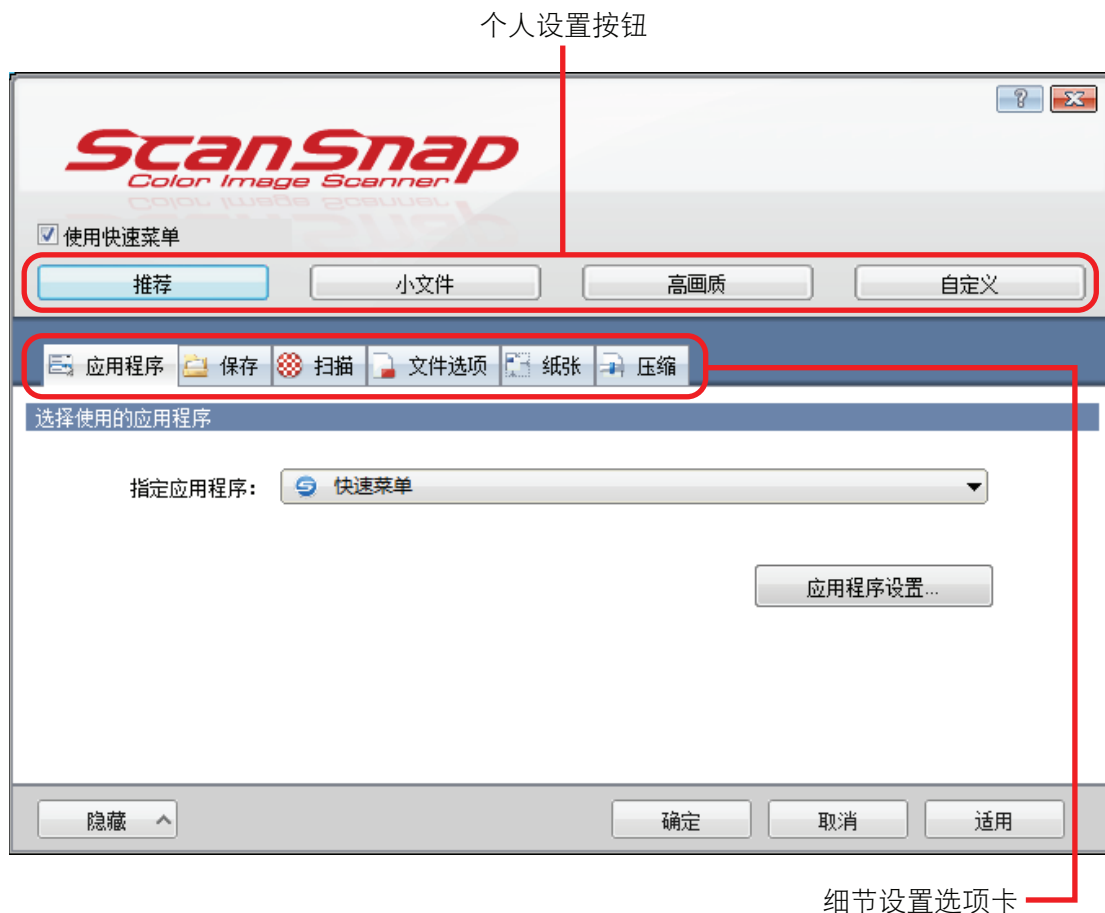 个人设置按钮
ScanSnap
Color Image Scanner
使用快速菜单
推荐 小文件 高画质 自定义
应用程序 保存 扫描 文件选项 纸张 压缩
选择使用的应用程序
指定应用程序: 快速菜单
应用程序设置...
隐藏 确定 取消 适用
细节设置选项卡